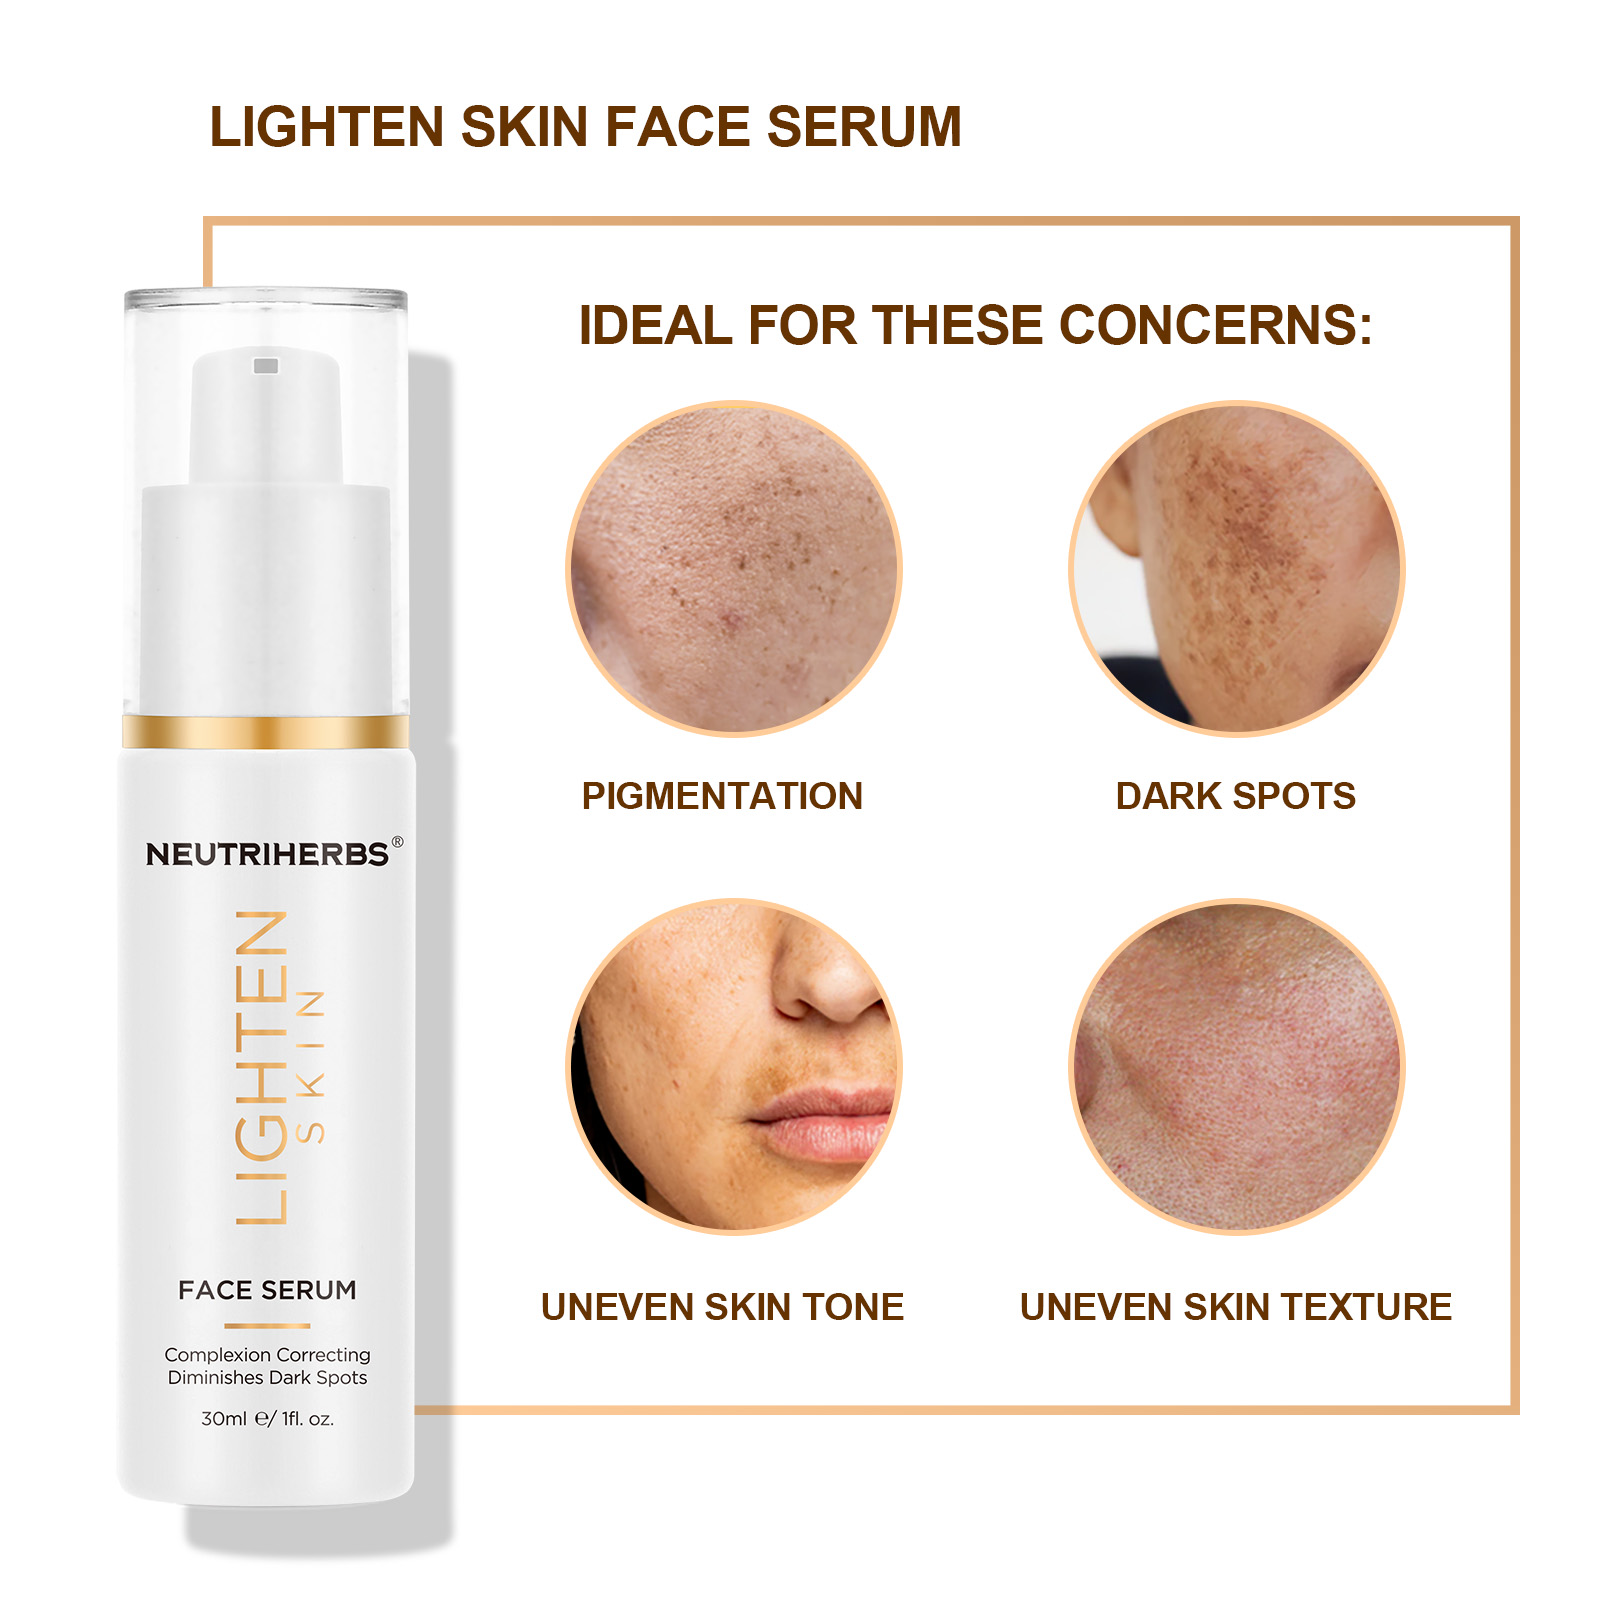 LIGHTEN SKIN FACE SERUM
IDEAL FOR THESE CONCERNS:
PIGMENTATION
DARK SPOTS
UNEVEN SKIN TONE
UNEVEN SKIN TEXTURE
NEUTRIHERBS®
LIGHTEN
SKIN
FACE SERUM
Complexion Correcting
Diminishes Dark Spots
30ml ℮/ 1fl. oz.